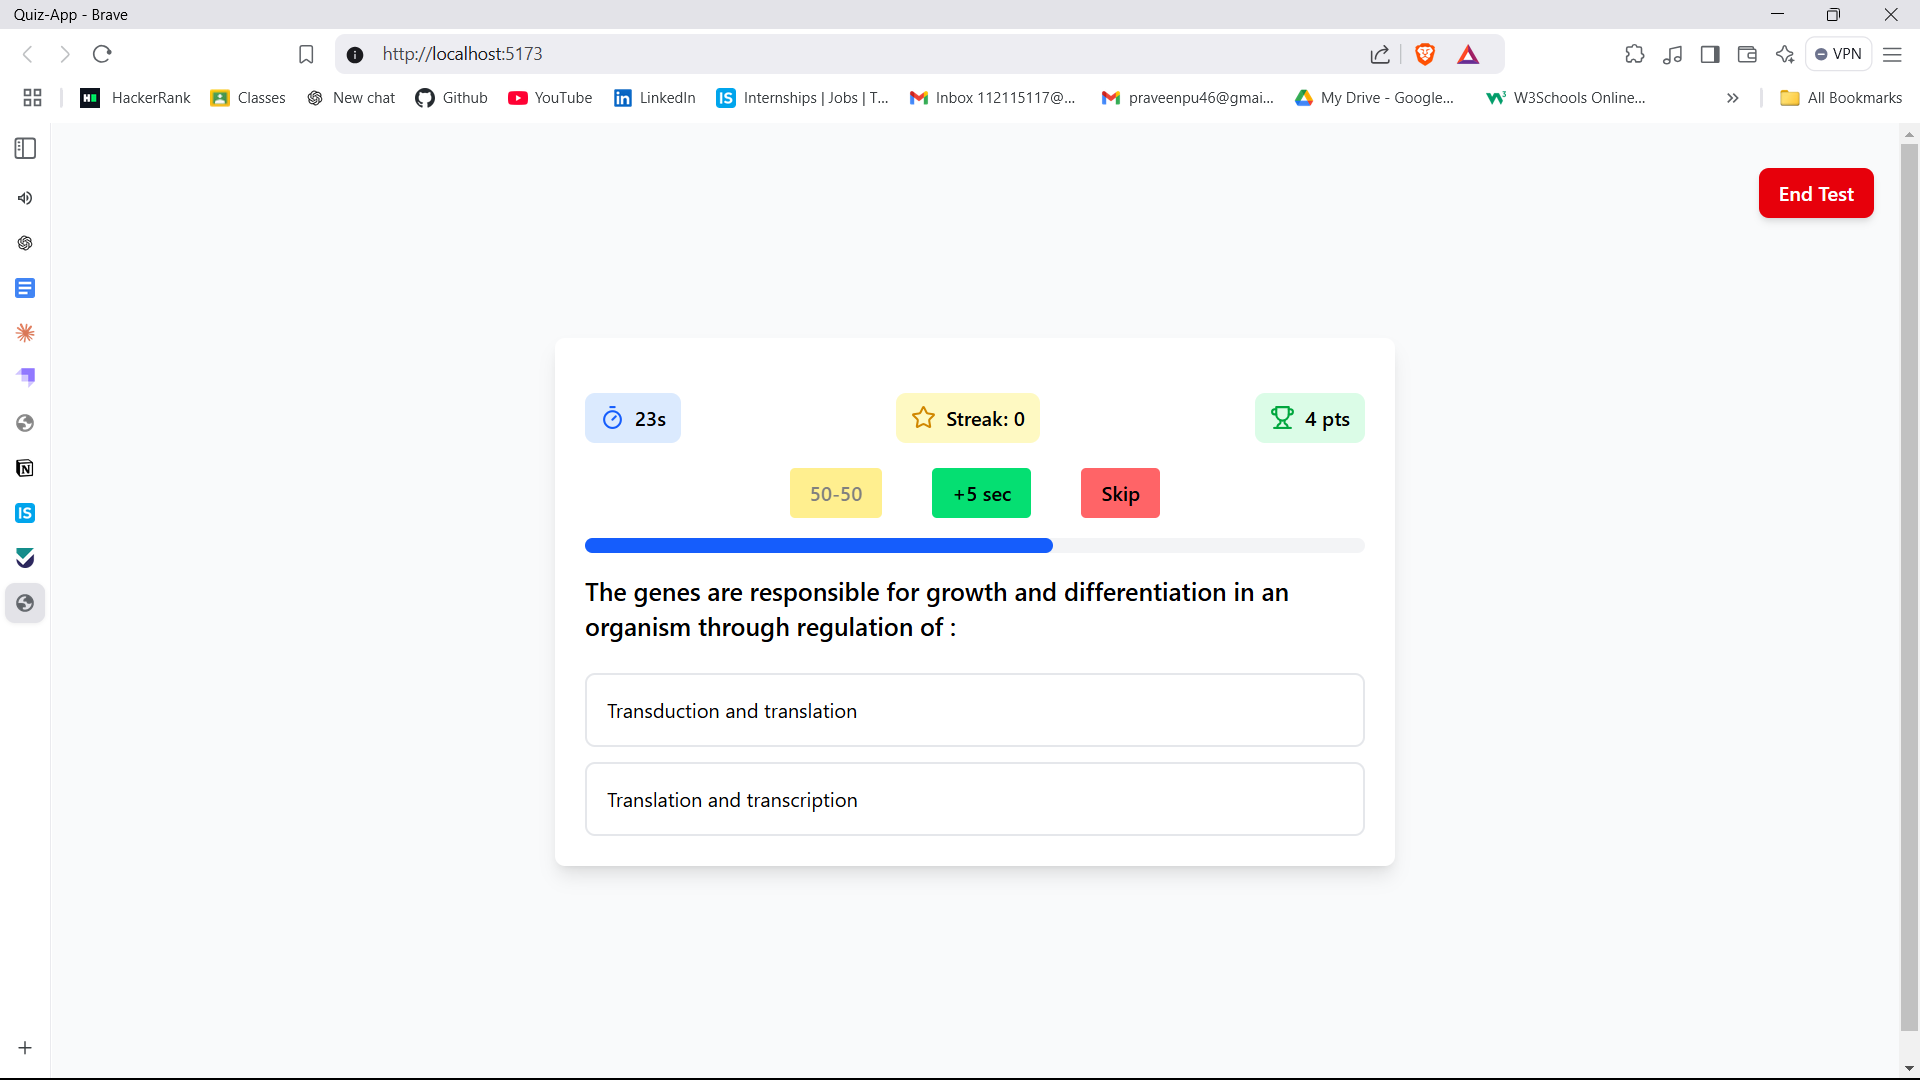 Quiz-App - Brave
http://localhost:5173
VPN
HackerRank
Classes
New chat
Github
YouTube
LinkedIn
Internships | Jobs | T...
Inbox 112115117@...
praveenpu46@gmai...
My Drive - Google...
W3Schools Online...
All Bookmarks
End Test
23s
Streak: 0
4 pts
50-50
+5 sec
Skip
The genes are responsible for growth and differentiation in an
organism through regulation of :
Transduction and translation
Translation and transcription